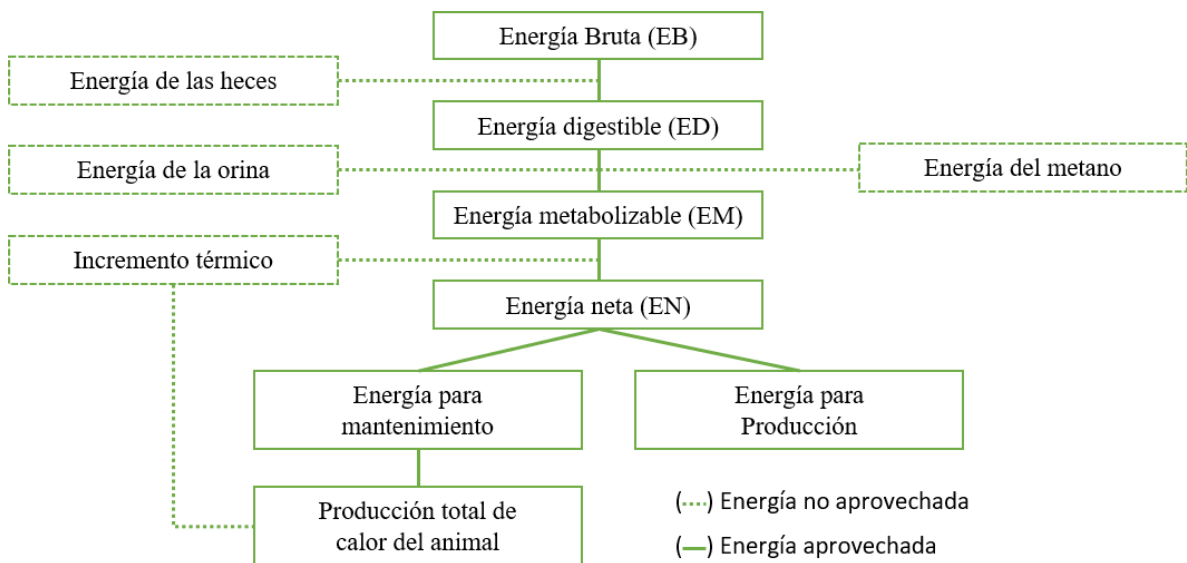 Energía Bruta (EB)
Energía de las heces
Energía digestible (ED)
Energía de la orina
Energía del metano
Energía metabolizable (EM)
Incremento térmico
Energía neta (EN)
Energía para
mantenimiento
Energía para
Producción
Producción total de
calor del animal
(····) Energía no aprovechada
(—) Energía aprovechada